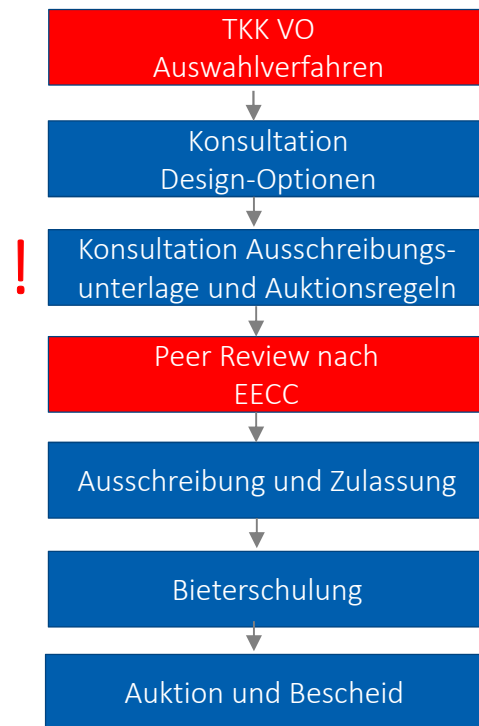 TKK VO
Auswahlverfahren
Konsultation
Design-Optionen
!
Konsultation Ausschreibungs-
unterlage und Auktionsregeln
Peer Review nach
EECC
Ausschreibung und Zulassung
Bieterschulung
Auktion und Bescheid